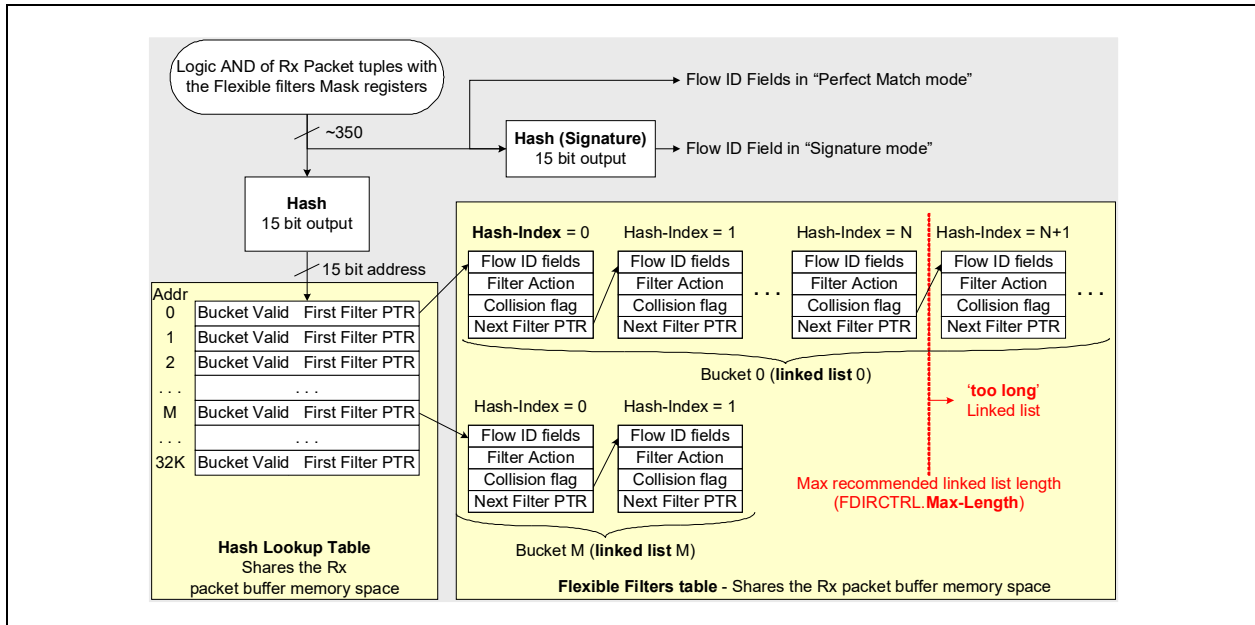 Logic AND of Rx Packet tuples with
the Flexible filters Mask registers
Flow ID Fields in “Perfect Match mode”
~350
Hash (Signature)
15 bit output
Flow ID Field in “Signature mode”
Hash
15 bit output
15 bit address
Addr
0 Bucket Valid First Filter PTR
1 Bucket Valid First Filter PTR
2 Bucket Valid First Filter PTR
. . . . . .
M Bucket Valid First Filter PTR
. . . . . .
32K Bucket Valid First Filter PTR
Hash Lookup Table
Shares the Rx
packet buffer memory space
Hash-Index = 0 Hash-Index = 1 Hash-Index = N Hash-Index = N+1
Flow ID fields Flow ID fields Flow ID fields Flow ID fields
Filter Action Filter Action Filter Action Filter Action
Collision flag Collision flag . . . Collision flag Collision flag . . .
Next Filter PTR Next Filter PTR Next Filter PTR Next Filter PTR
Bucket 0 (linked list 0)
‘too long’
Linked list
Hash-Index = 0 Hash-Index = 1
Flow ID fields Flow ID fields
Filter Action Filter Action
Collision flag Collision flag
Next Filter PTR Next Filter PTR
Max recommended linked list length
(FDIRCTRL.Max-Length)
Bucket M (linked list M)
Flexible Filters table - Shares the Rx packet buffer memory space